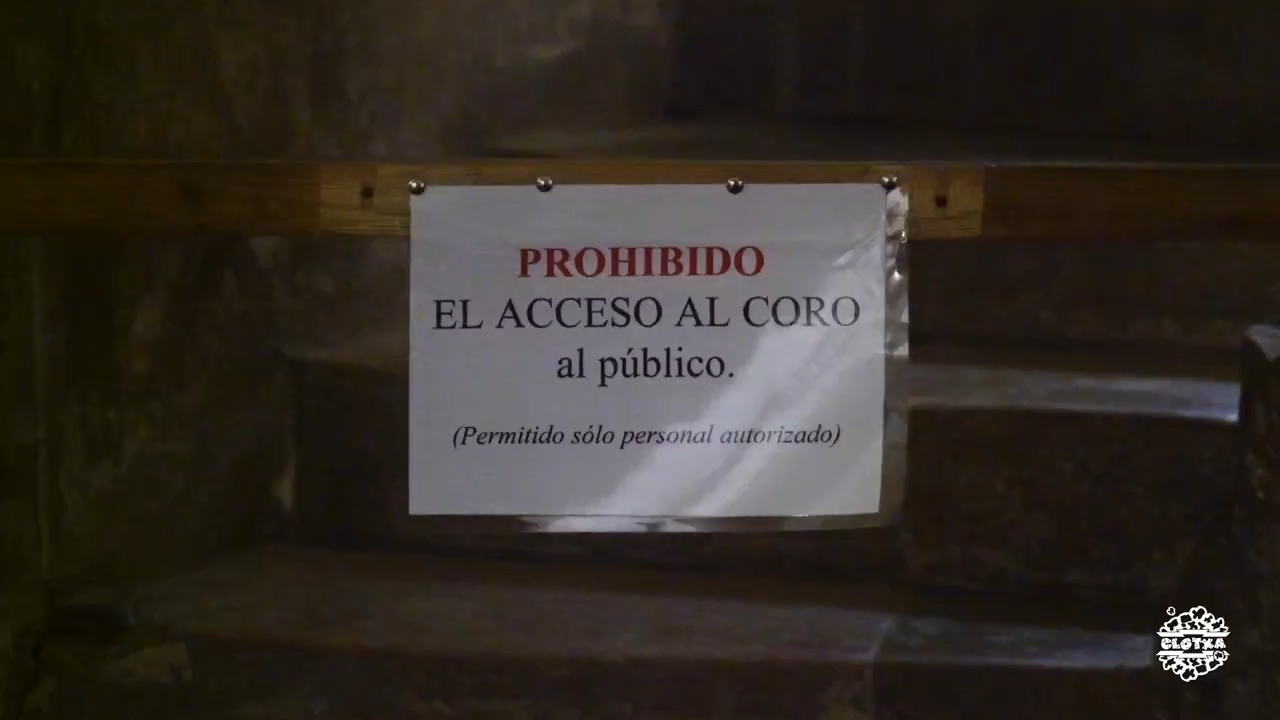 PROHIBIDO
EL ACCESO AL CORO
al público.
(Permitido sólo personal autorizado)
CLOTXA